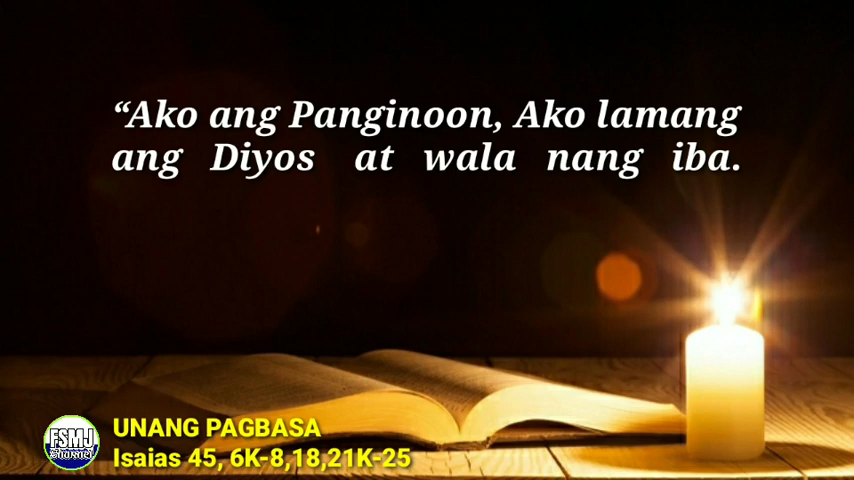 “Ako ang Panginoon, Ako lamang
ang Diyos at wala nang iba.
FSMJ
Channel
UNANG PAGBASA
Isaias 45, 6K-8,18,21K-25